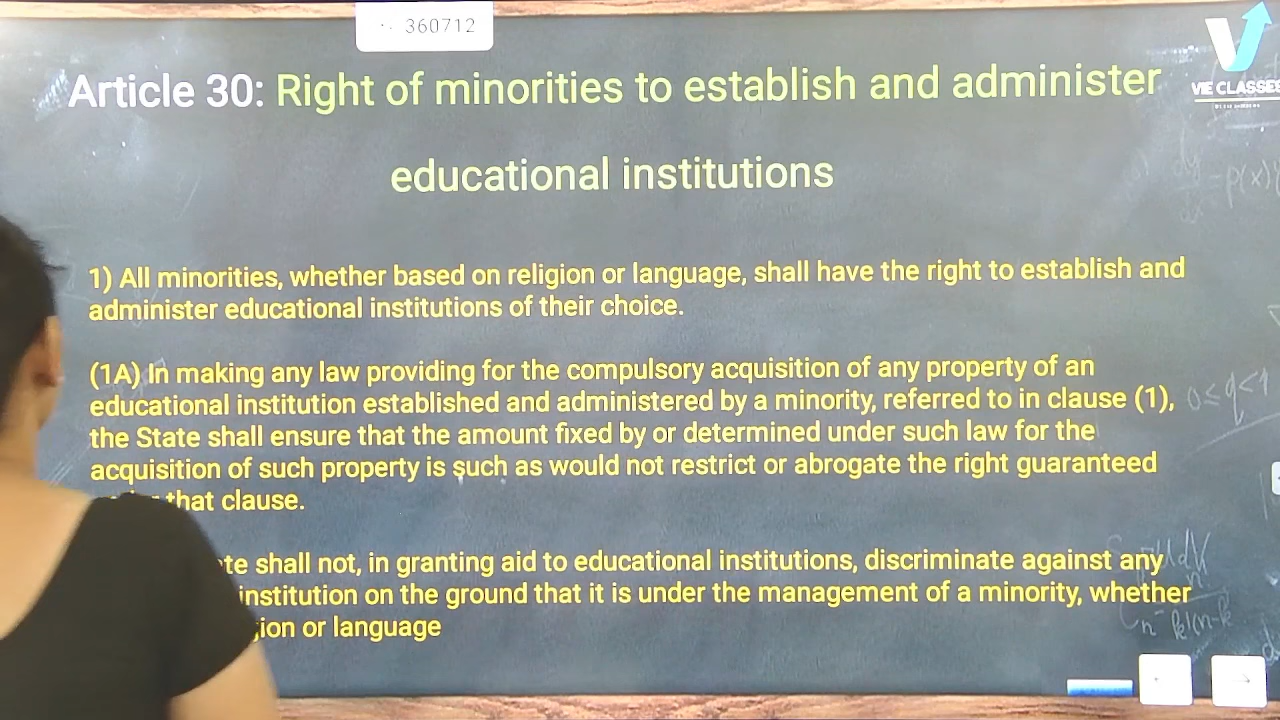 360712
VIE CLASSES
Article 30: Right of minorities to establish and administer
educational institutions
1) All minorities, whether based on religion or language, shall have the right to establish and
administer educational institutions of their choice.
(1A) In making any law providing for the compulsory acquisition of any property of an
educational institution established and administered by a minority, referred to in clause (1),
the State shall ensure that the amount fixed by or determined under such law for the
acquisition of such property is such as would not restrict or abrogate the right guaranteed
that clause.
shall not, in granting aid to educational institutions, discriminate against any
institution on the ground that it is under the management of a minority, whether
or language
p(x)
0≤q<1